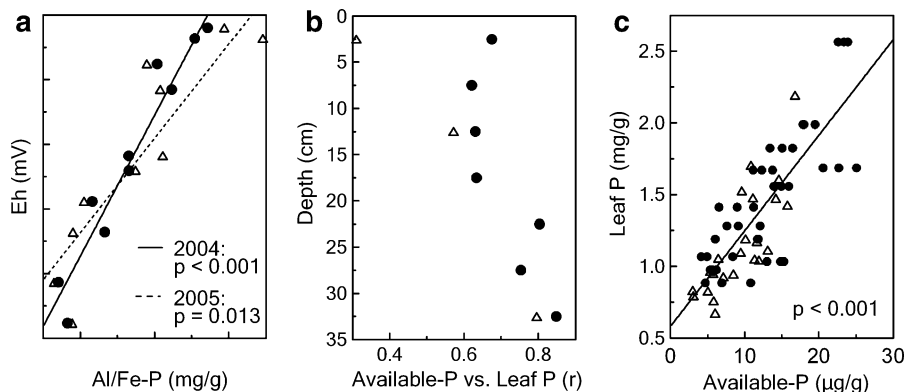 a
Eh (mV)
2004:
p < 0.001
2005:
p = 0.013
Al/Fe-P (mg/g)
b
Depth (cm)
0
5
10
15
20
25
30
35
0.4 0.6 0.8
Available-P vs. Leaf P (r)
c
Leaf P (mg/g)
2.5
2.0
1.5
1.0
0.5
p < 0.001
0 10 20 30
Available-P (µg/g)